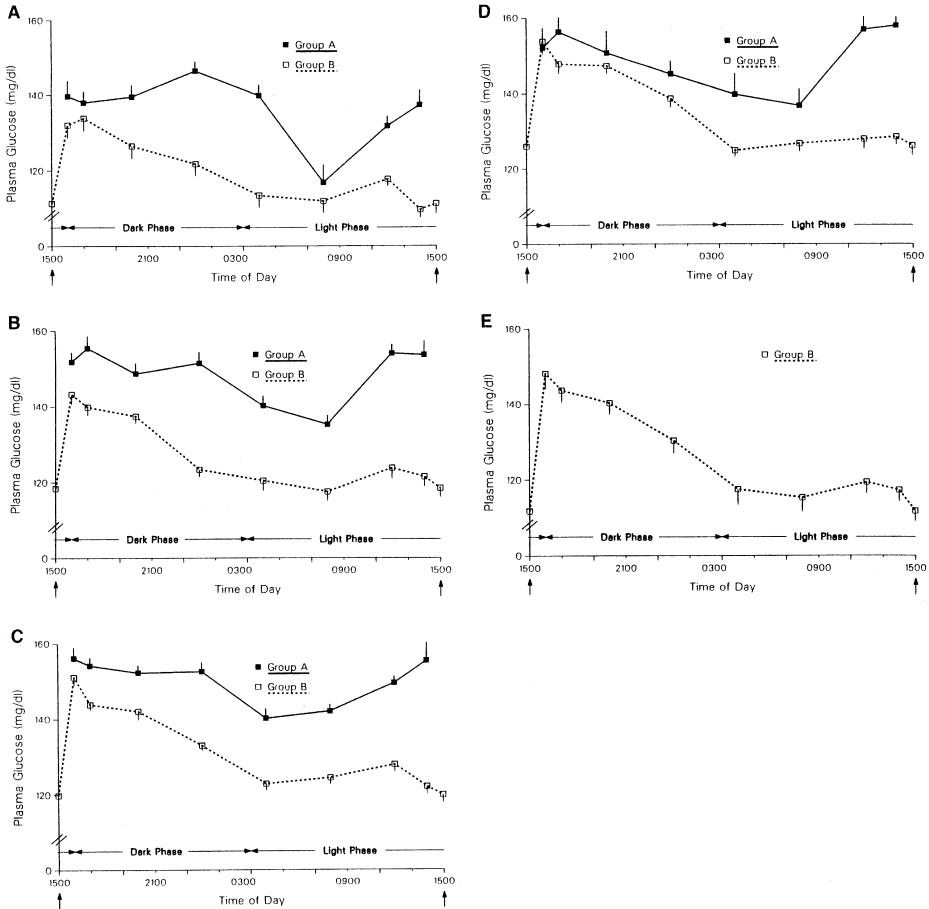 A
Plasma Glucose (mg/dl)
160
140
120
0
Group A
Group B
Dark Phase
Light Phase
1500
2100
0300
0900
1500
Time of Day
B
Plasma Glucose (mg/dl)
160
140
120
0
Group A
Group B
Dark Phase
Light Phase
1500
2100
0300
0900
1500
Time of Day
C
Plasma Glucose (mg/dl)
160
140
120
0
Group A
Group B
Dark Phase
Light Phase
1500
2100
0300
0900
1500
Time of Day
D
Plasma Glucose (mg/dl)
160
140
120
0
Group A
Group B
Dark Phase
Light Phase
1500
2100
0300
0900
1500
Time of Day
E
Plasma Glucose (mg/dl)
160
140
120
0
Group B
Dark Phase
Light Phase
1500
2100
0300
0900
1500
Time of Day